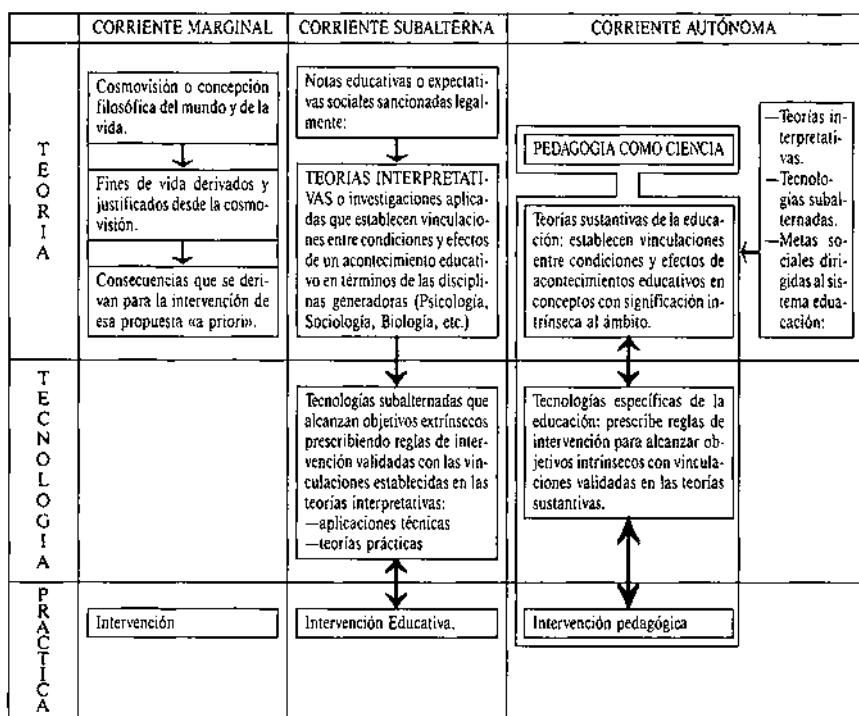 CORRIENTE MARGINAL
CORRIENTE SUBALTERNA
CORRIENTE AUTÓNOMA
TEORIA
Cosmovisión o concepción
filosófica del mundo y de la
vida.
Fines de vida derivados y
justificados desde la cosmo-
visión.
Consecuencias que se deri-
van para la intervención de
esa propuesta «a priori».
Notas educativas o expectati-
vas sociales sancionadas legal-
mente:
TEORIAS INTERPRETATI-
VAS o investigaciones aplica-
das que establecen vinculacio-
nes entre condiciones y efectos
de un acontecimiento educati-
vo en términos de las discipli-
nas generadoras (Psicología,
Sociología, Biología, etc.)
PEDAGOGIA COMO CIENCIA
Teorías sustantivas de la educa-
ción: establecen vinculaciones
entre condiciones y efectos de
acontecimientos educativos en
conceptos con significación in-
trínseca al ámbito.
—Teorías in-
terpretati-
vas.
—Tecnolo-
gías subal-
ternadas.
—Metas so-
ciales diri-
gidas al sis-
tema edua-
cación:
TECNOLOGIA
Tecnologías subalternadas que
alcanzan objetivos extrínsecos
prescribiendo reglas de inter-
vención validadas con las vin-
culaciones establecidas en las
teorías interpretativas:
—aplicaciones técnicas
—teorías prácticas
Tecnologías específicas de la
educación: prescribe reglas de
intervención para alcanzar ob-
jetivos intrínsecos con vincula-
ciones validadas en las teorías
sustantivas.
PRACTICA
Intervención
Intervención Educativa.
Intervención pedagógica